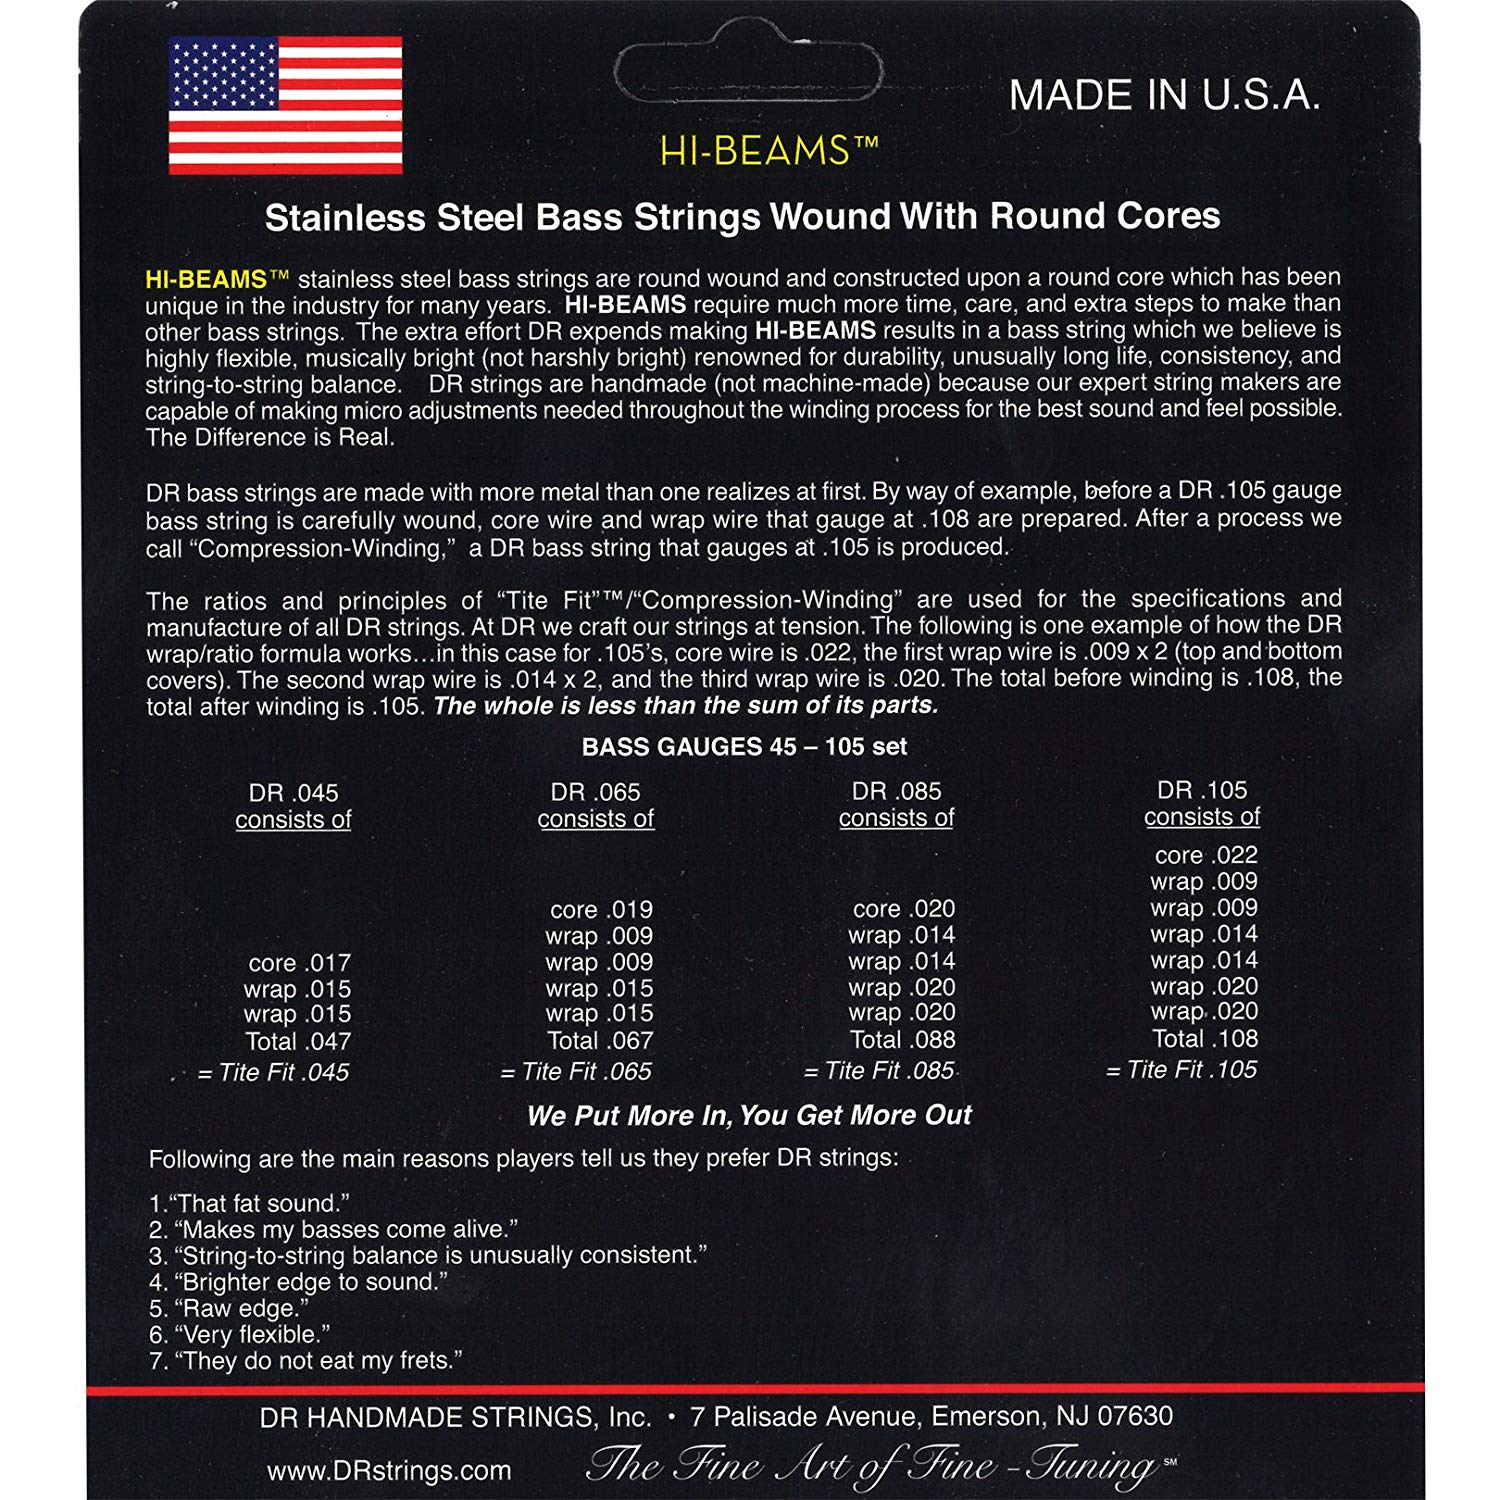 MADE IN U.S.A.
HI-BEAMS™
Stainless Steel Bass Strings Wound With Round Cores
HI-BEAMS™ stainless steel bass strings are round wound and constructed upon a round core which has been
unique in the industry for many years. HI-BEAMS require much more time, care, and extra steps to make than
other bass strings. The extra effort DR expends making HI-BEAMS results in a bass string which we believe is
highly flexible, musically bright (not harshly bright) renowned for durability, unusually long life, consistency, and
string-to-string balance. DR strings are handmade (not machine-made) because our expert string makers are
capable of making micro adjustments needed throughout the winding process for the best sound and feel possible.
The Difference is Real.
DR bass strings are made with more metal than one realizes at first. By way of example, before a DR .105 gauge
bass string is carefully wound, core wire and wrap wire that gauge at .108 are prepared. After a process we
call “Compression-Winding,” a DR bass string that gauges at .105 is produced.
The ratios and principles of “Tite Fit”™/“Compression-Winding” are used for the specifications and
manufacture of all DR strings. At DR we craft our strings at tension. The following is one example of how the DR
wrap/ratio formula works...in this case for .105’s, core wire is .022, the first wrap wire is .009 x 2 (top and bottom
covers). The second wrap wire is .014 x 2, and the third wrap wire is .020. The total before winding is .108, the
total after winding is .105. The whole is less than the sum of its parts.
BASS GAUGES 45 – 105 set
DR .045
consists of
core .017
wrap .015
wrap .015
Total .047
= Tite Fit .045
DR .065
consists of
core .019
wrap .009
wrap .009
wrap .015
wrap .015
Total .067
= Tite Fit .065
DR .085
consists of
core .020
wrap .014
wrap .014
wrap .020
wrap .020
Total .088
= Tite Fit .085
DR .105
consists of
core .022
wrap .009
wrap .009
wrap .014
wrap .014
wrap .020
wrap .020
Total .108
= Tite Fit .105
We Put More In, You Get More Out
Following are the main reasons players tell us they prefer DR strings:
1. “That fat sound.”
2. “Makes my basses come alive.”
3. “String-to-string balance is unusually consistent.”
4. “Brighter edge to sound.”
5. “Raw edge.”
6. “Very flexible.”
7. “They do not eat my frets.”
DR HANDMADE STRINGS, Inc. • 7 Palisade Avenue, Emerson, NJ 07630
www.DRstrings.com The Fine Art of Fine-Tuning℠